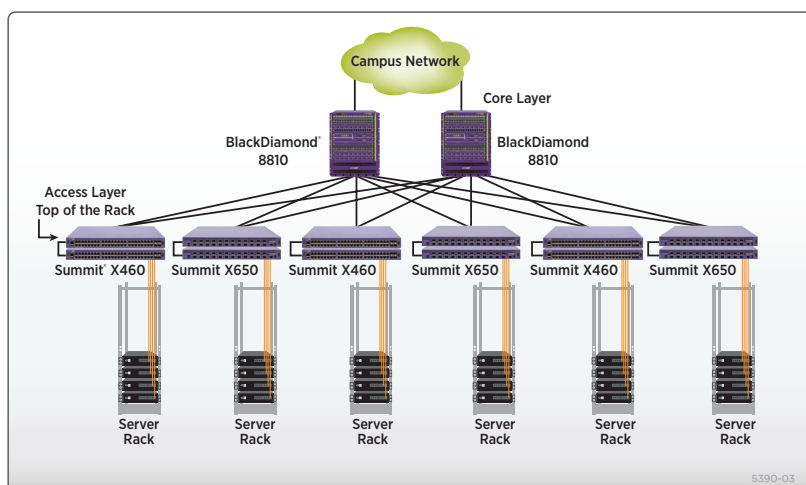 Campus Network
Core Layer
BlackDiamond®
8810
BlackDiamond
8810
Access Layer
Top of the Rack
Summit® X460
Summit X650
Summit X460
Summit X650
Summit X460
Summit X650
Server
Rack
Server
Rack
Server
Rack
Server
Rack
Server
Rack
Server
Rack
5390-03